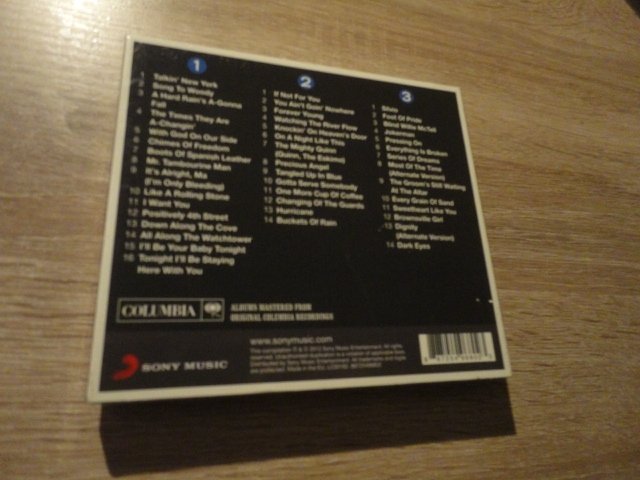 1
1 Talkin' New York
2 Song To Woody
3 A Hard Rain's A-Gonna
Fall
4 The Times They Are
A-Changin'
5 With God On Our Side
6 Chimes Of Freedom
7 Boots Of Spanish Leather
8 Mr. Tambourine Man
9 It's Alright, Ma
(I'm Only Bleeding)
10 Like A Rolling Stone
11 I Want You
12 Positively 4th Street
13 Down Along The Cove
14 All Along The Watchtower
15 I'll Be Your Baby Tonight
16 Tonight I'll Be Staying
Here With You
2
1 If Not For You
2 You Ain't Goin' Nowhere
3 Forever Young
4 Watching The River Flow
5 Knockin' On Heaven's Door
6 On A Night Like This
7 The Mighty Quinn
(Quinn, The Eskimo)
8 Precious Angel
9 Tangled Up In Blue
10 Gotta Serve Somebody
11 One More Cup Of Coffee
12 Changing Of The Guards
13 Hurricane
14 Buckets Of Rain
3
1 Silvio
2 Foot Of Pride
3 Blind Willie McTell
4 Jokerman
5 Pressing On
6 Everything Is Broken
7 Series Of Dreams
8 Most Of The Time
(Alternate Version)
9 The Groom's Still Waiting
At The Altar
10 Every Grain Of Sand
11 Sweetheart Like You
12 Brownsville Girl
13 Dignity
(Alternate Version)
14 Dark Eyes
COLUMBIA
ALBUMS MASTERED FROM
ORIGINAL COLUMBIA RECORDINGS
SONY MUSIC
www.sonymusic.com